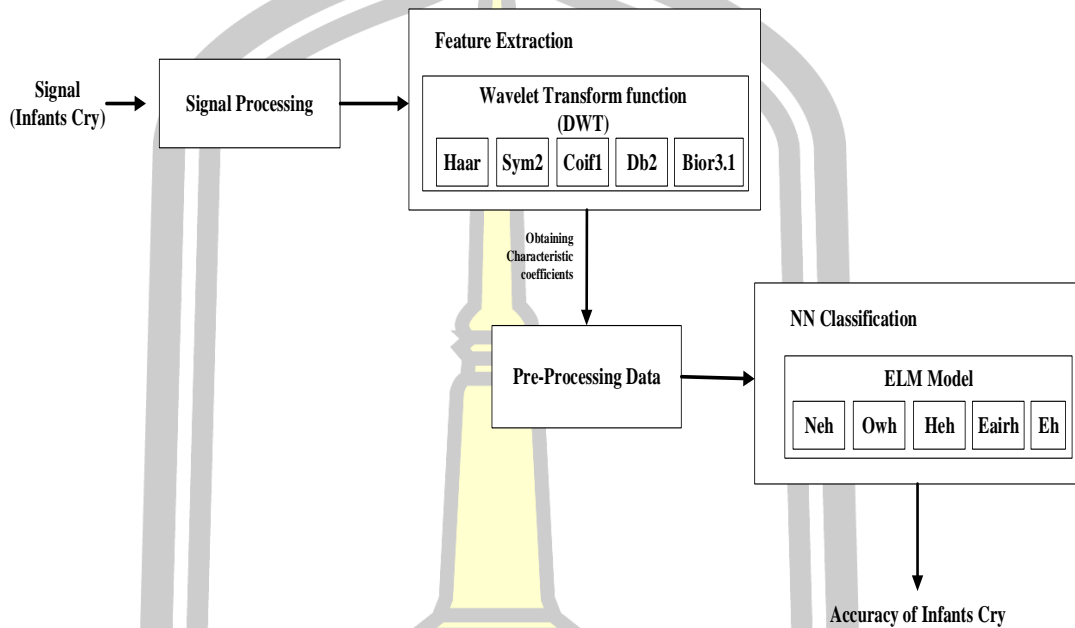 Signal
(Infants Cry)
Signal Processing
Feature Extraction
Wavelet Transform function
(DWT)
Haar
Sym2
Coif1
Db2
Bior3.1
Obtaining
Characteristic
coefficients
Pre-Processing Data
NN Classification
ELM Model
Neh
Owh
Heh
Eairh
Eh
Accuracy of Infants Cry